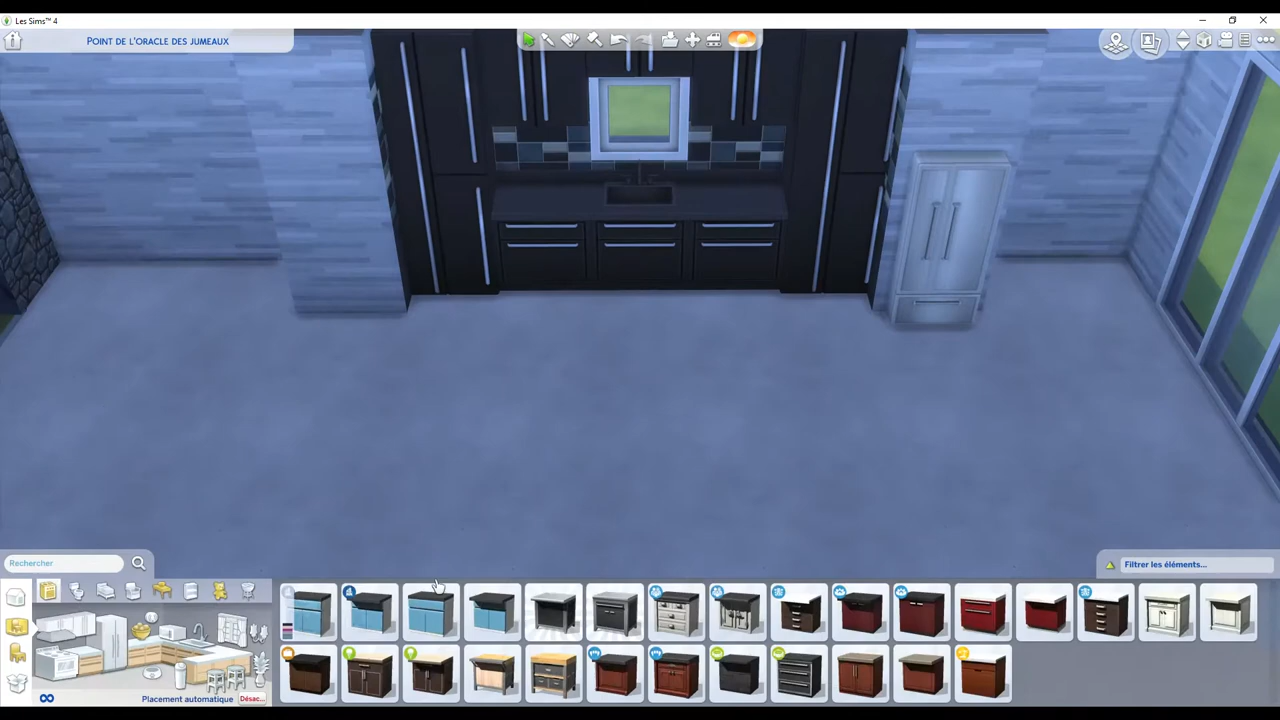 Les Sims™ 4
POINT DE L'ORACLE DES JUMEAUX
Rechercher
Filtrer les éléments...
Placement automatique
Désac...